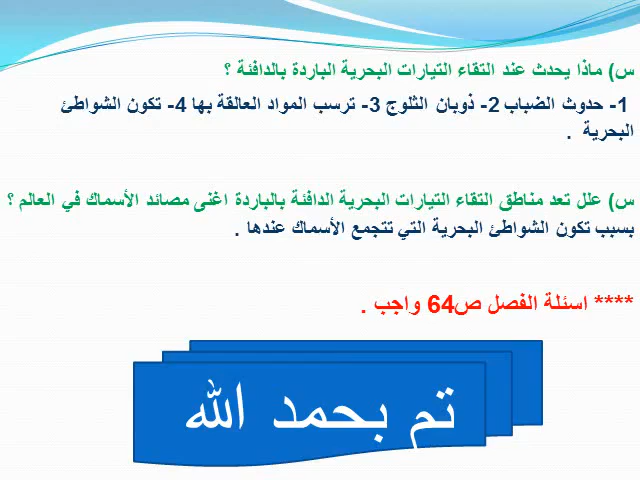 س) ماذا يحدث عند التقاء التيارات البحرية الباردة بالدافئة ؟
1- حدوث الضباب 2- ذوبان الثلوج 3- ترسب المواد العالقة بها 4- تكون الشواطئ
البحرية .
س) علل تعد مناطق التقاء التيارات البحرية الدافئة بالباردة اغنى مصائد الأسماك في العالم ؟
بسبب تكون الشواطئ البحرية التي تتجمع الأسماك عندها .
**** اسئلة الفصل ص64 واجب .
تم بحمد الله